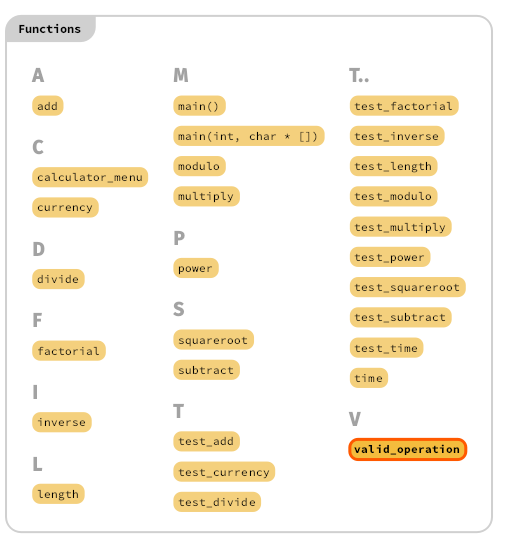 Functions
A
add
C
calculator_menu
currency
D
divide
F
factorial
I
inverse
L
length
M
main()
main(int, char * [])
modulo
multiply
P
power
S
squareroot
subtract
T
test_add
test_currency
test_divide
T..
test_factorial
test_inverse
test_length
test_modulo
test_multiply
test_power
test_squareroot
test_subtract
test_time
time
V
valid_operation